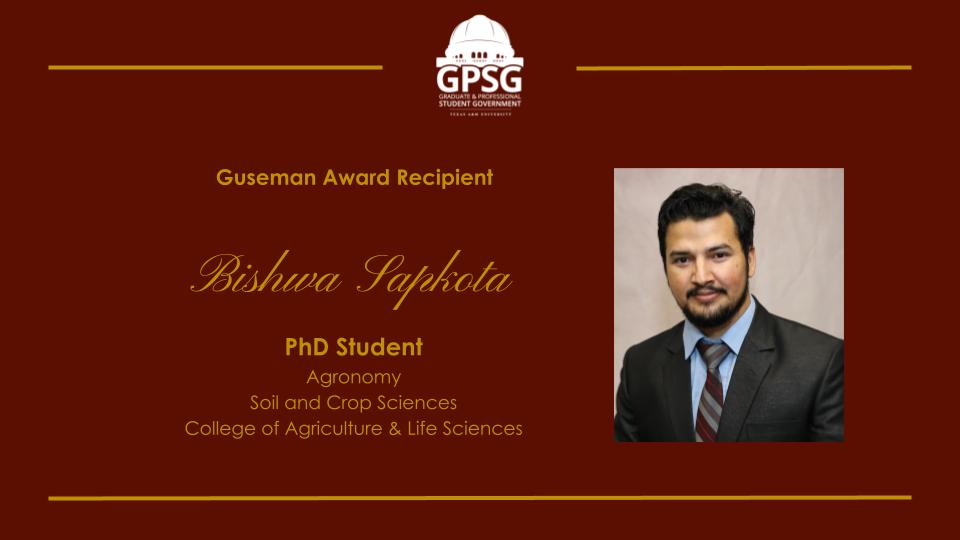 GPSG
GRADUATE & PROFESSIONAL
STUDENT GOVERNMENT
TEXAS A&M UNIVERSITY
Guseman Award Recipient
Bishwa Sapkota
PhD Student
Agronomy
Soil and Crop Sciences
College of Agriculture & Life Sciences